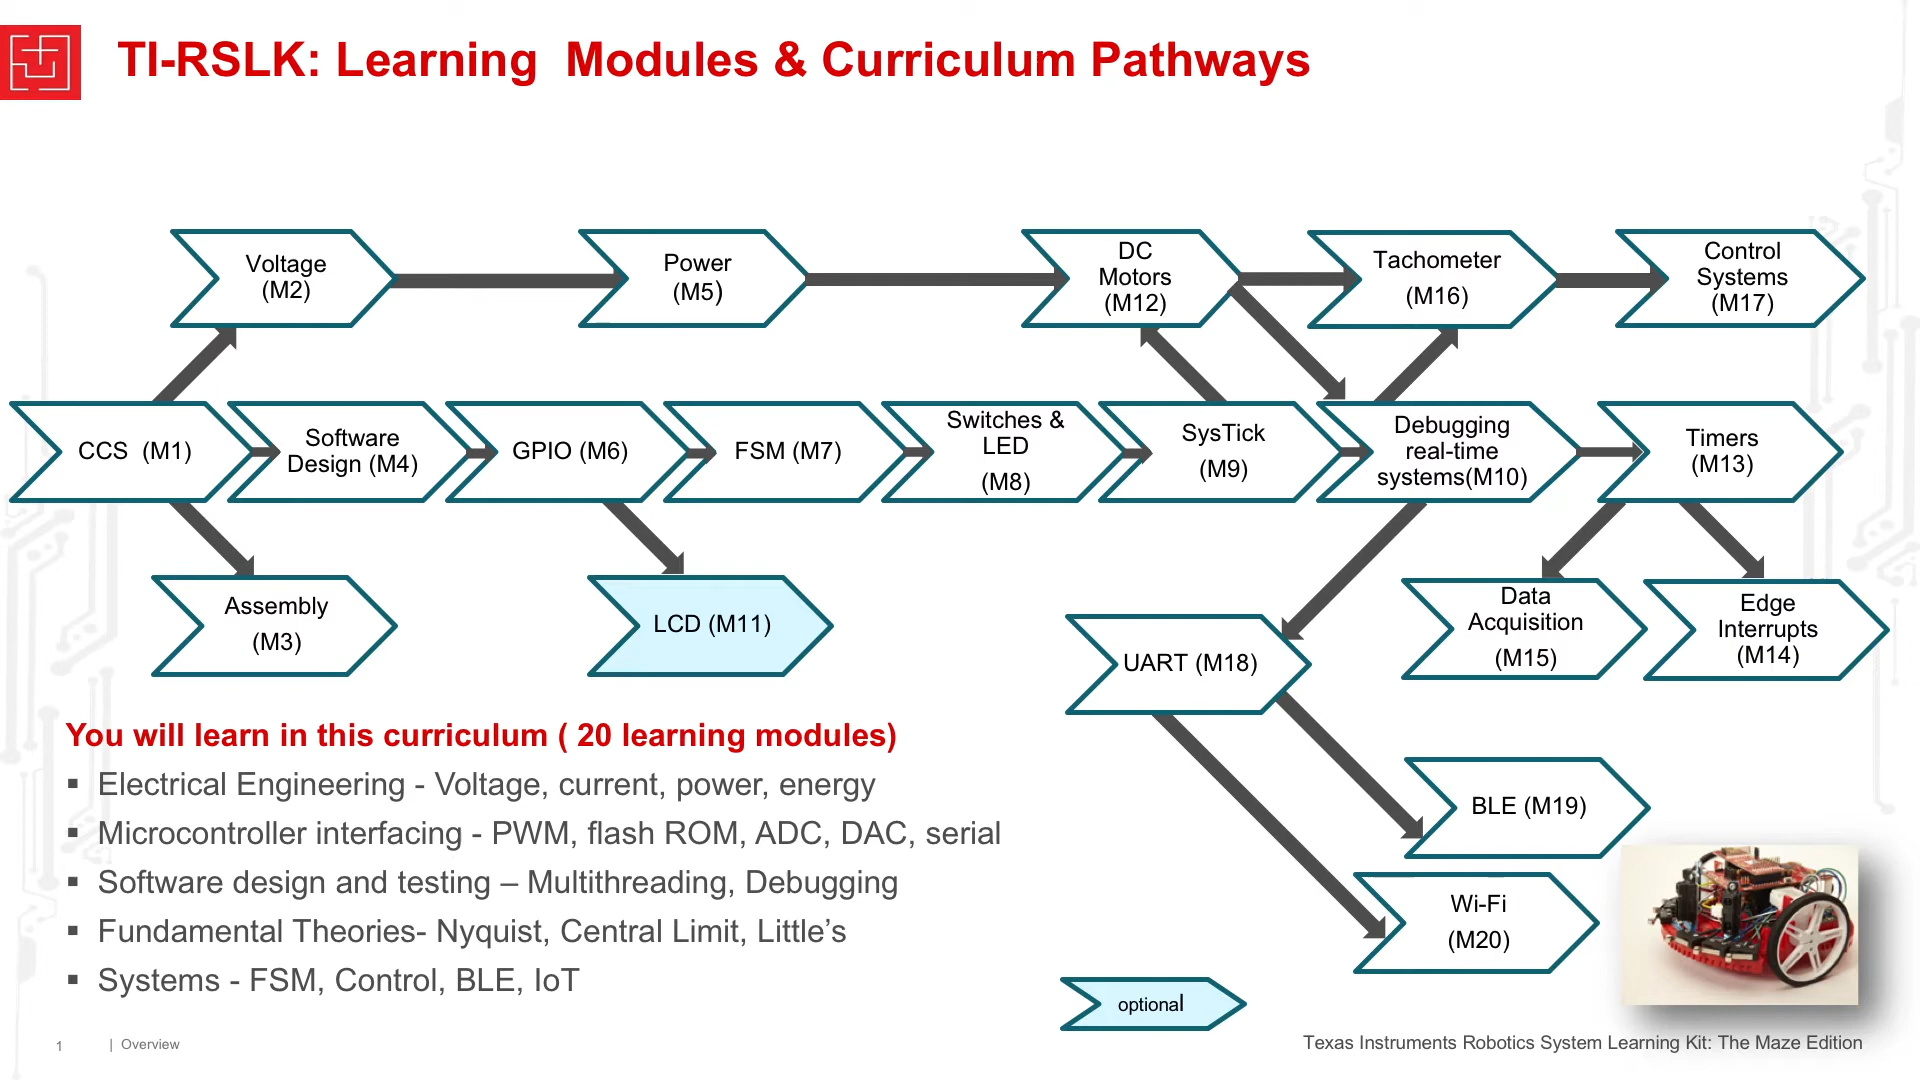 TI-RSLK: Learning  Modules & Curriculum Pathways
Voltage
(M2)
Power
(M5)
DC
Motors
(M12)
Tachometer
(M16)
Control
Systems
(M17)
CCS  (M1)
Software
Design (M4)
GPIO (M6)
FSM (M7)
Switches &
LED
(M8)
SysTick
(M9)
Debugging
real-time
systems(M10)
Timers
(M13)
Assembly
(M3)
LCD (M11)
UART (M18)
Data
Acquisition
(M15)
Edge
Interrupts
(M14)
BLE (M19)
Wi-Fi
(M20)
optional
You will learn in this curriculum ( 20 learning modules)
▪ Electrical Engineering - Voltage, current, power, energy
▪ Microcontroller interfacing - PWM, flash ROM, ADC, DAC, serial
▪ Software design and testing – Multithreading, Debugging
▪ Fundamental Theories- Nyquist, Central Limit, Little’s
▪ Systems - FSM, Control, BLE, IoT
1 | Overview
Texas Instruments Robotics System Learning Kit: The Maze Edition